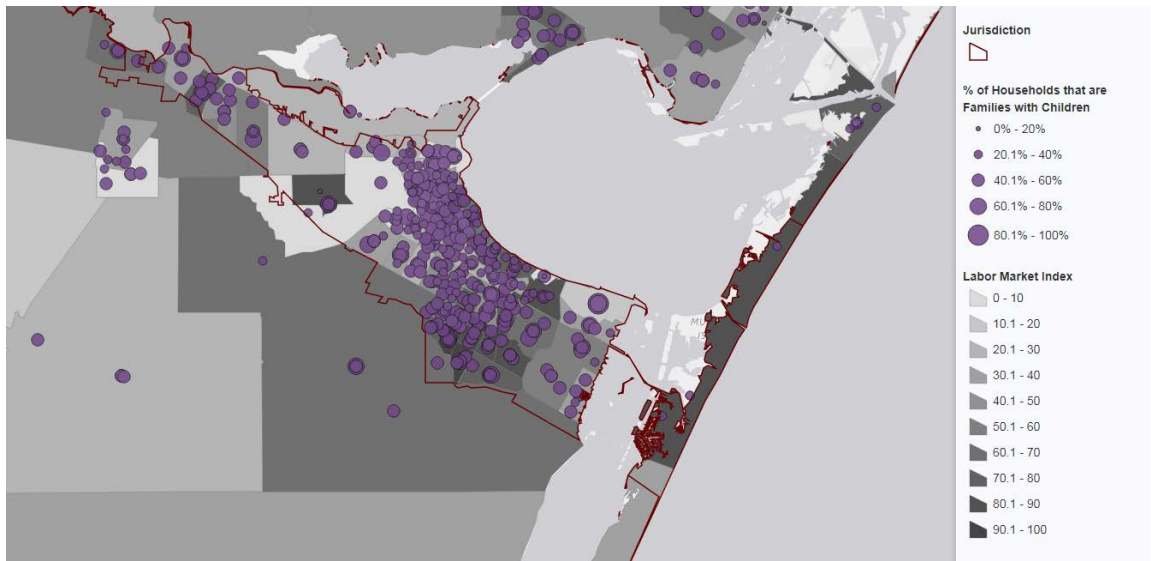 Jurisdiction
% of Households that are
Families with Children
0% - 20%
20.1% - 40%
40.1% - 60%
60.1% - 80%
80.1% - 100%
Labor Market Index
0 - 10
10.1 - 20
20.1 - 30
30.1 - 40
40.1 - 50
50.1 - 60
60.1 - 70
70.1 - 80
80.1 - 90
90.1 - 100